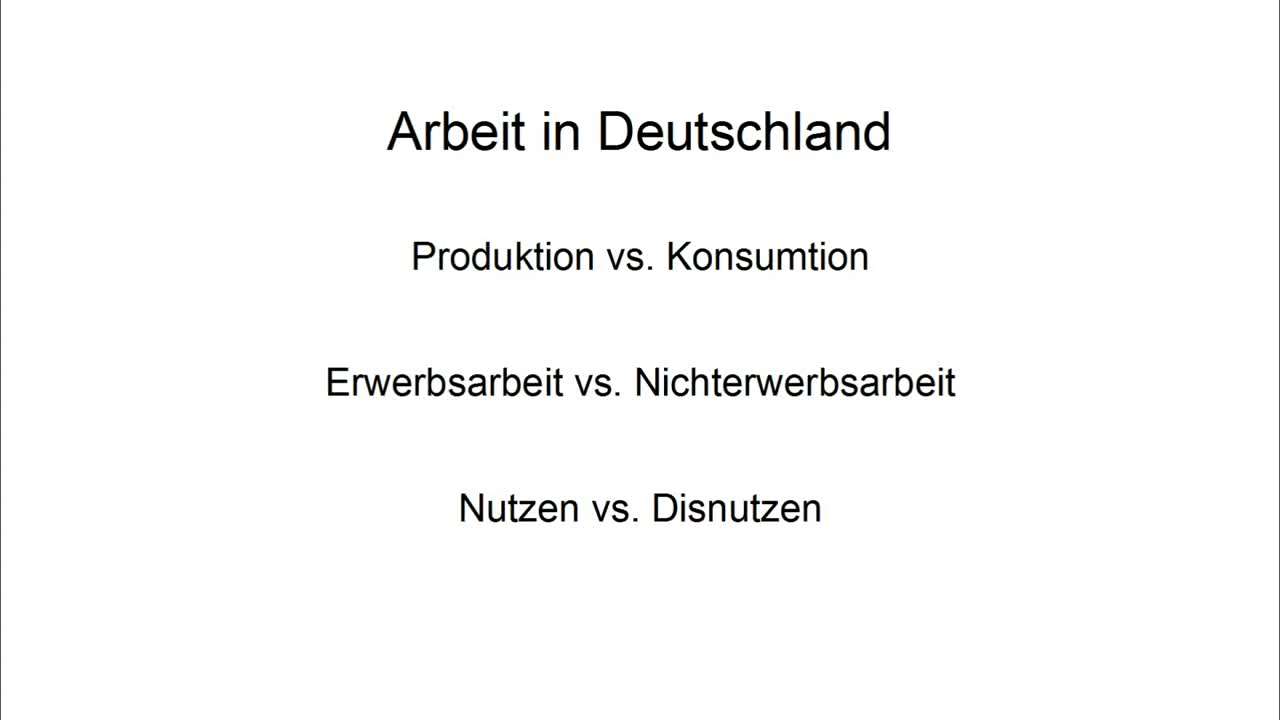 Arbeit in Deutschland
Produktion vs. Konsumtion
Erwerbsarbeit vs. Nichterwerbsarbeit
Nutzen vs. Disnutzen